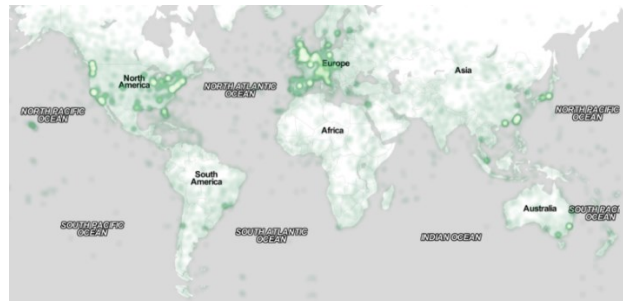 North
America
Europe
Asia
NORTH ATLANTIC
OCEAN
NORTH PACIFIC
OCEAN
NORTH PACIFIC
OCEAN
Africa
South
America
Australia
SOUTH PACIFIC
OCEAN
SOUTH ATLANTIC
OCEAN
INDIAN OCEAN
SOUTH PACI
OCEAN